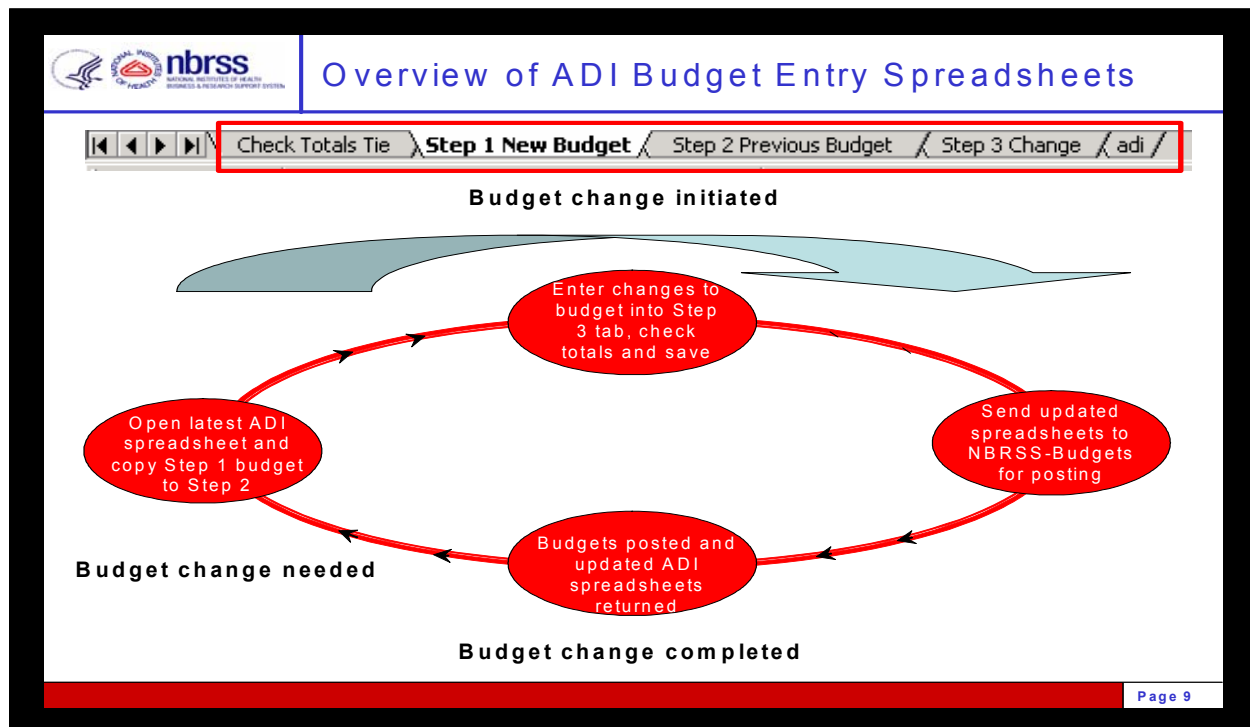 nbrss
NATIONAL INSTITUTES OF HEALTH
BUSINESS & RESEARCH SUPPORT SYSTEM
Overview of ADI Budget Entry Spreadsheets
Check Totals Tie
Step 1 New Budget
Step 2 Previous Budget
Step 3 Change
adi
Budget change initiated
Enter changes to
budget into Step
3 tab, check
totals and save
Open latest ADI
spreadsheet and
copy Step 1 budget
to Step 2
Send updated
spreadsheets to
NBRSS-Budgets
for posting
Budgets posted and
updated ADI
spreadsheets
returned
Budget change needed
Budget change completed
Page 9